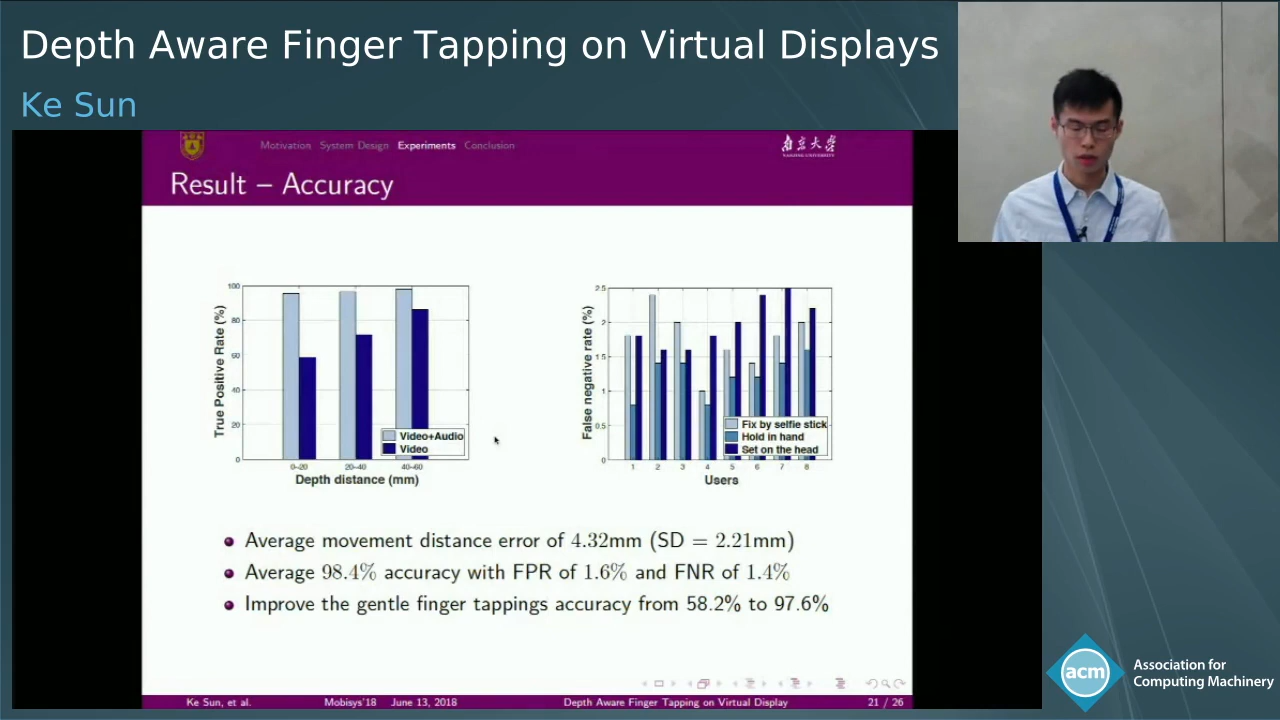 Depth Aware Finger Tapping on Virtual Displays
Ke Sun
Motivation System Design Experiments Conclusion
南京大学
NANJING UNIVERSITY
Result – Accuracy
100
80
60
40
20
0
True Positive Rate (%)
Video+Audio
Video
0-20 20-40 40-60
Depth distance (mm)
2.5
2
1.5
1
0.5
0
False negative rate (%)
Fix by selfie stick
Hold in hand
Set on the head
1 2 3 4 5 6 7 8
Users
Average movement distance error of 4.32mm (SD = 2.21mm)
Average 98.4% accuracy with FPR of 1.6% and FNR of 1.4%
Improve the gentle finger tappings accuracy from 58.2% to 97.6%
Ke Sun, et al. Mobisys'18 June 13, 2018 Depth Aware Finger Tapping on Virtual Display 21 / 26
acm
Association for
Computing Machinery